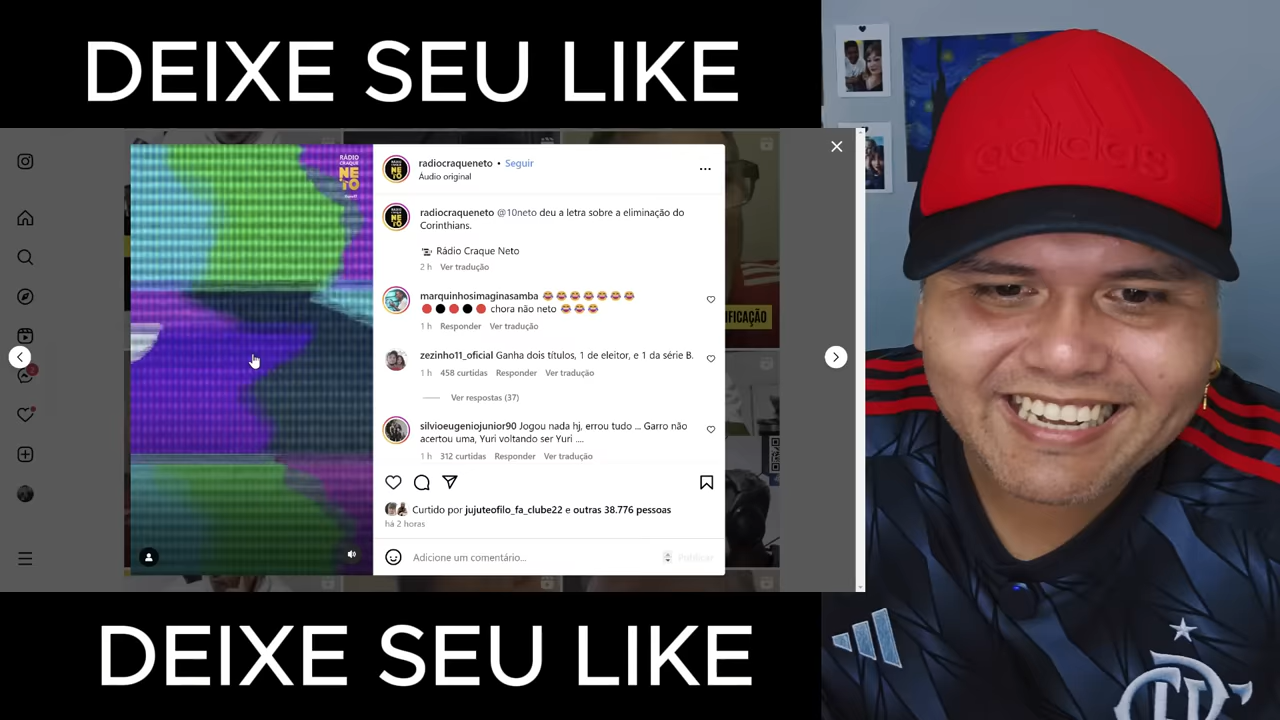 DEIXE SEU LIKE
adidas
RÁDIO
CRAQUE
NE
TO
radiocraqueneto • Seguir
Áudio original
radiocraqueneto @10neto deu a letra sobre a eliminação do
Corinthians.
Rádio Craque Neto
2 h Ver tradução
marquinhosimaginasamba 😂😂😂😂😂😂😂
🔴⚫🔴⚫🔴 chora não neto 😂😂😂
1 h Responder Ver tradução
zezinho11_oficial Ganha dois títulos, 1 de eleitor, e 1 da série B.
1 h 458 curtidas Responder Ver tradução
Ver respostas (37)
silvioeugeniojunior90 Jogou nada hj, errou tudo ... Garro não
acertou uma, Yuri voltando ser Yuri ....
1 h 312 curtidas Responder Ver tradução
Curtido por jujuteofilo_fa_clube22 e outras 38.776 pessoas
há 2 horas
Adicione um comentário... Publicar
IFICAÇÃO
DEIXE SEU LIKE